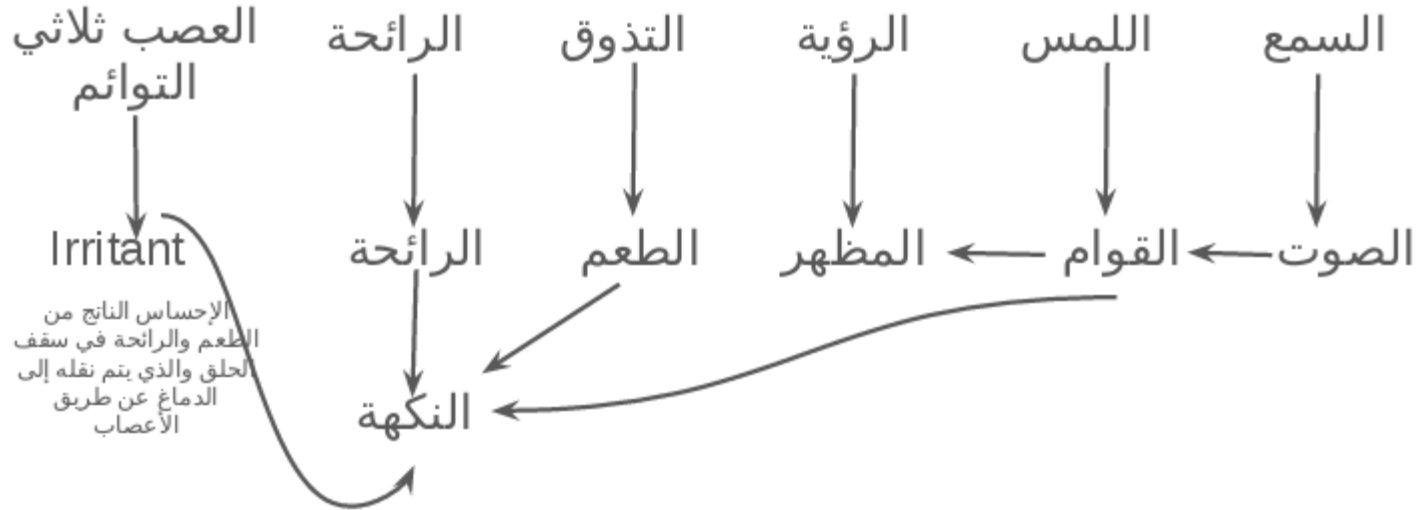 السمع
اللمس
الرؤية
التذوق
الرائحة
العصب ثلاثي
التوائم
الصوت
القوام
المظهر
الطعم
الرائحة
Irritant
الإحساس الناتج من
الطعم والرائحة في سقف
الحلق والذي يتم نقله إلى
الدماغ عن طريق
الأعصاب
النكهة